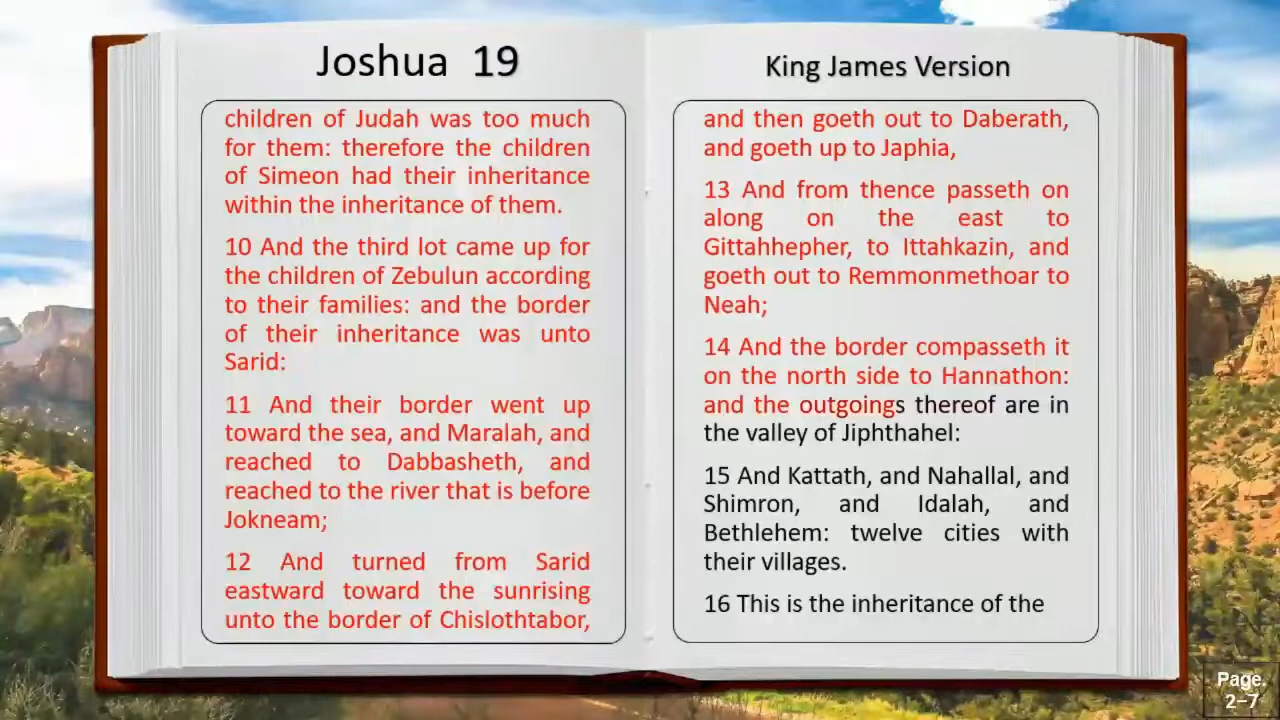 Joshua 19
children of Judah was too much
for them: therefore the children
of Simeon had their inheritance
within the inheritance of them.
10 And the third lot came up for
the children of Zebulun according
to their families: and the border
of their inheritance was unto
Sarid:
11 And their border went up
toward the sea, and Maralah, and
reached to Dabbasheth, and
reached to the river that is before
Jokneam;
12 And turned from Sarid
eastward toward the sunrising
unto the border of Chislothtabor,
King James Version
and then goeth out to Daberath,
and goeth up to Japhia,
13 And from thence passeth on
along on the east to
Gittahhepher, to Ittahkazin, and
goeth out to Remmonmethoar to
Neah;
14 And the border compasseth it
on the north side to Hannathon:
and the outgoings thereof are in
the valley of Jiphthahel:
15 And Kattath, and Nahallal, and
Shimron, and Idalah, and
Bethlehem: twelve cities with
their villages.
16 This is the inheritance of the
Page.
2-7